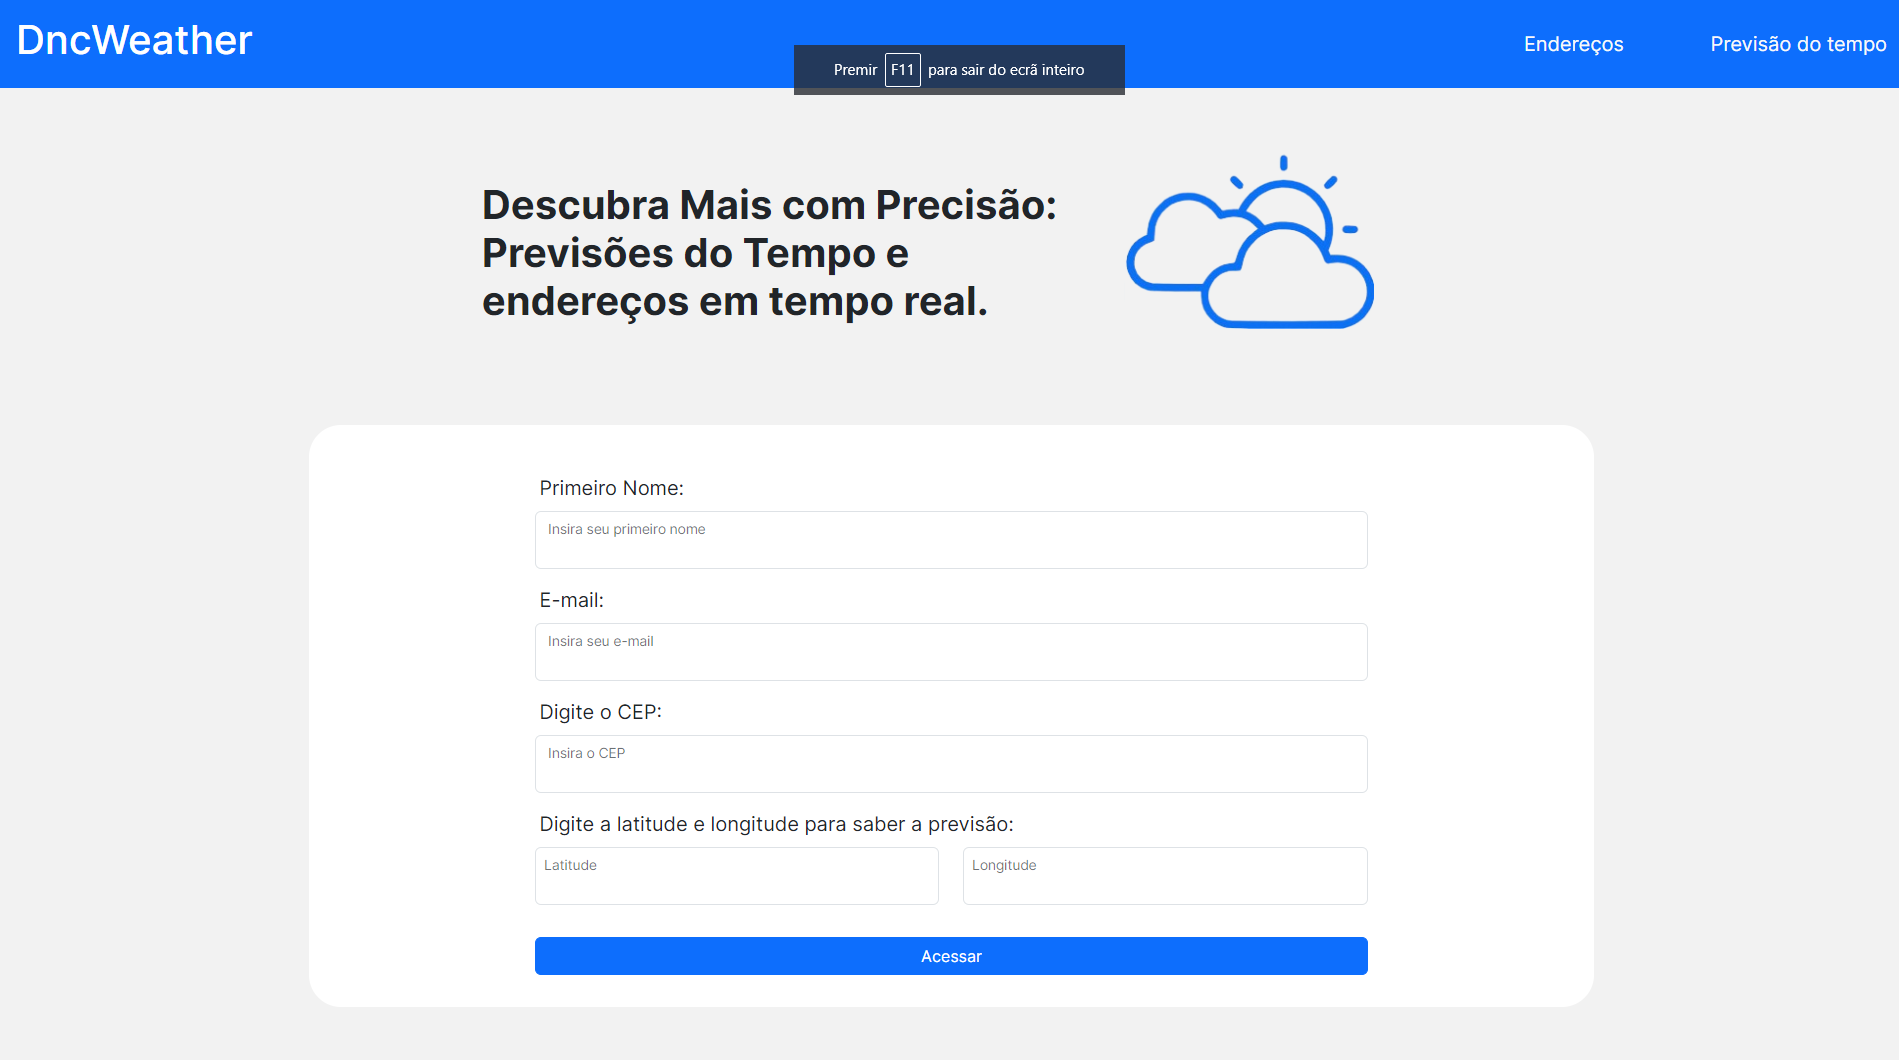 DncWeather
Endereços
Previsão do tempo
Premir F11 para sair do ecrã inteiro
Descubra Mais com Precisão:
Previsões do Tempo e
endereços em tempo real.
Primeiro Nome:
Insira seu primeiro nome
E-mail:
Insira seu e-mail
Digite o CEP:
Insira o CEP
Digite a latitude e longitude para saber a previsão:
Latitude
Longitude
Acessar